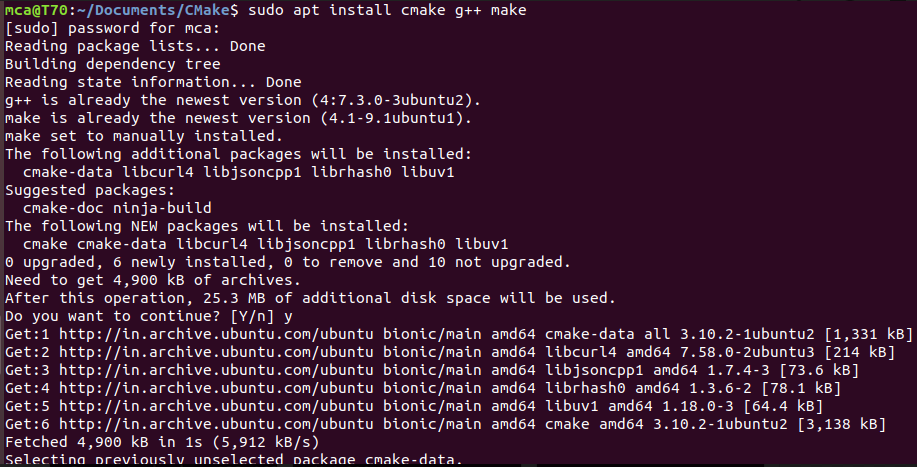 mca@T70:~/Documents/CMake$ sudo apt install cmake g++ make
[sudo] password for mca:
Reading package lists... Done
Building dependency tree
Reading state information... Done
g++ is already the newest version (4:7.3.0-3ubuntu2).
make is already the newest version (4.1-9.1ubuntu1).
make set to manually installed.
The following additional packages will be installed:
  cmake-data libcurl4 libjsoncpp1 librhash0 libuv1
Suggested packages:
  cmake-doc ninja-build
The following NEW packages will be installed:
  cmake cmake-data libcurl4 libjsoncpp1 librhash0 libuv1
0 upgraded, 6 newly installed, 0 to remove and 10 not upgraded.
Need to get 4,900 kB of archives.
After this operation, 25.3 MB of additional disk space will be used.
Do you want to continue? [Y/n] y
Get:1 http://in.archive.ubuntu.com/ubuntu bionic/main amd64 cmake-data all 3.10.2-1ubuntu2 [1,331 kB]
Get:2 http://in.archive.ubuntu.com/ubuntu bionic/main amd64 libcurl4 amd64 7.58.0-2ubuntu3 [214 kB]
Get:3 http://in.archive.ubuntu.com/ubuntu bionic/main amd64 libjsoncpp1 amd64 1.7.4-3 [73.6 kB]
Get:4 http://in.archive.ubuntu.com/ubuntu bionic/main amd64 librhash0 amd64 1.3.6-2 [78.1 kB]
Get:5 http://in.archive.ubuntu.com/ubuntu bionic/main amd64 libuv1 amd64 1.18.0-3 [64.4 kB]
Get:6 http://in.archive.ubuntu.com/ubuntu bionic/main amd64 cmake amd64 3.10.2-1ubuntu2 [3,138 kB]
Fetched 4,900 kB in 1s (5,912 kB/s)
Selecting previously unselected package cmake-data.